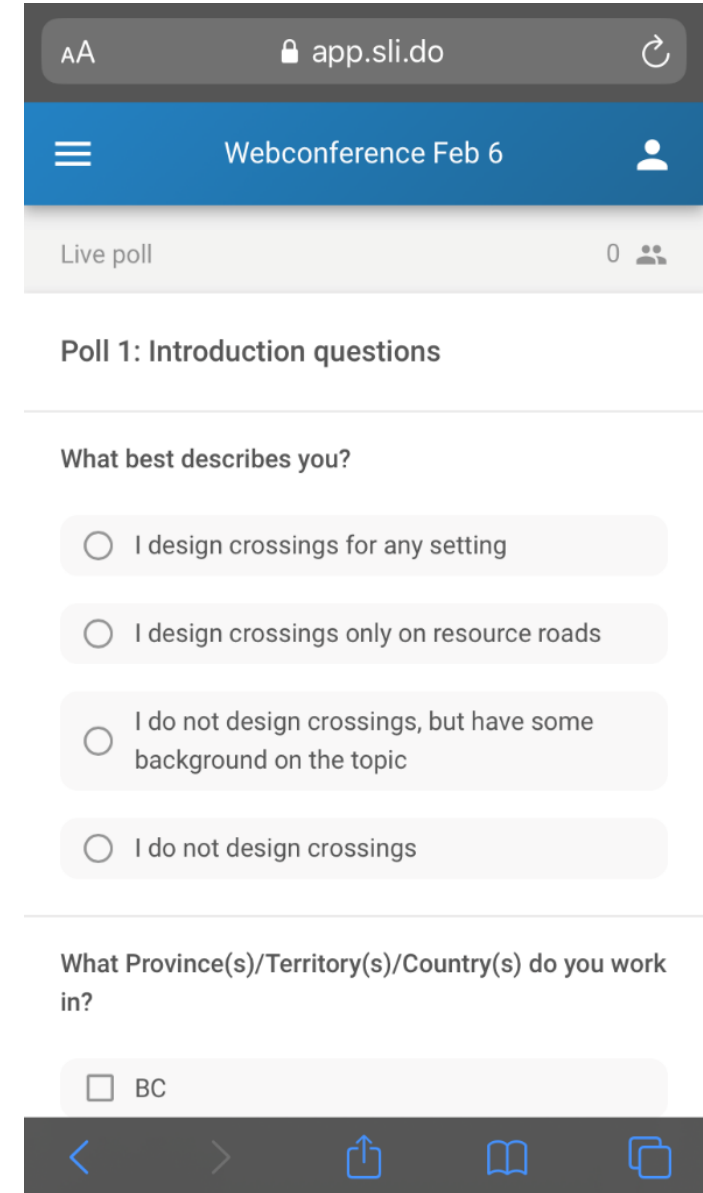 AA
app.sli.do
Webconference Feb 6
Live poll
0
Poll 1: Introduction questions
What best describes you?
I design crossings for any setting
I design crossings only on resource roads
I do not design crossings, but have some
background on the topic
I do not design crossings
What Province(s)/Territory(s)/Country(s) do you work
in?
BC